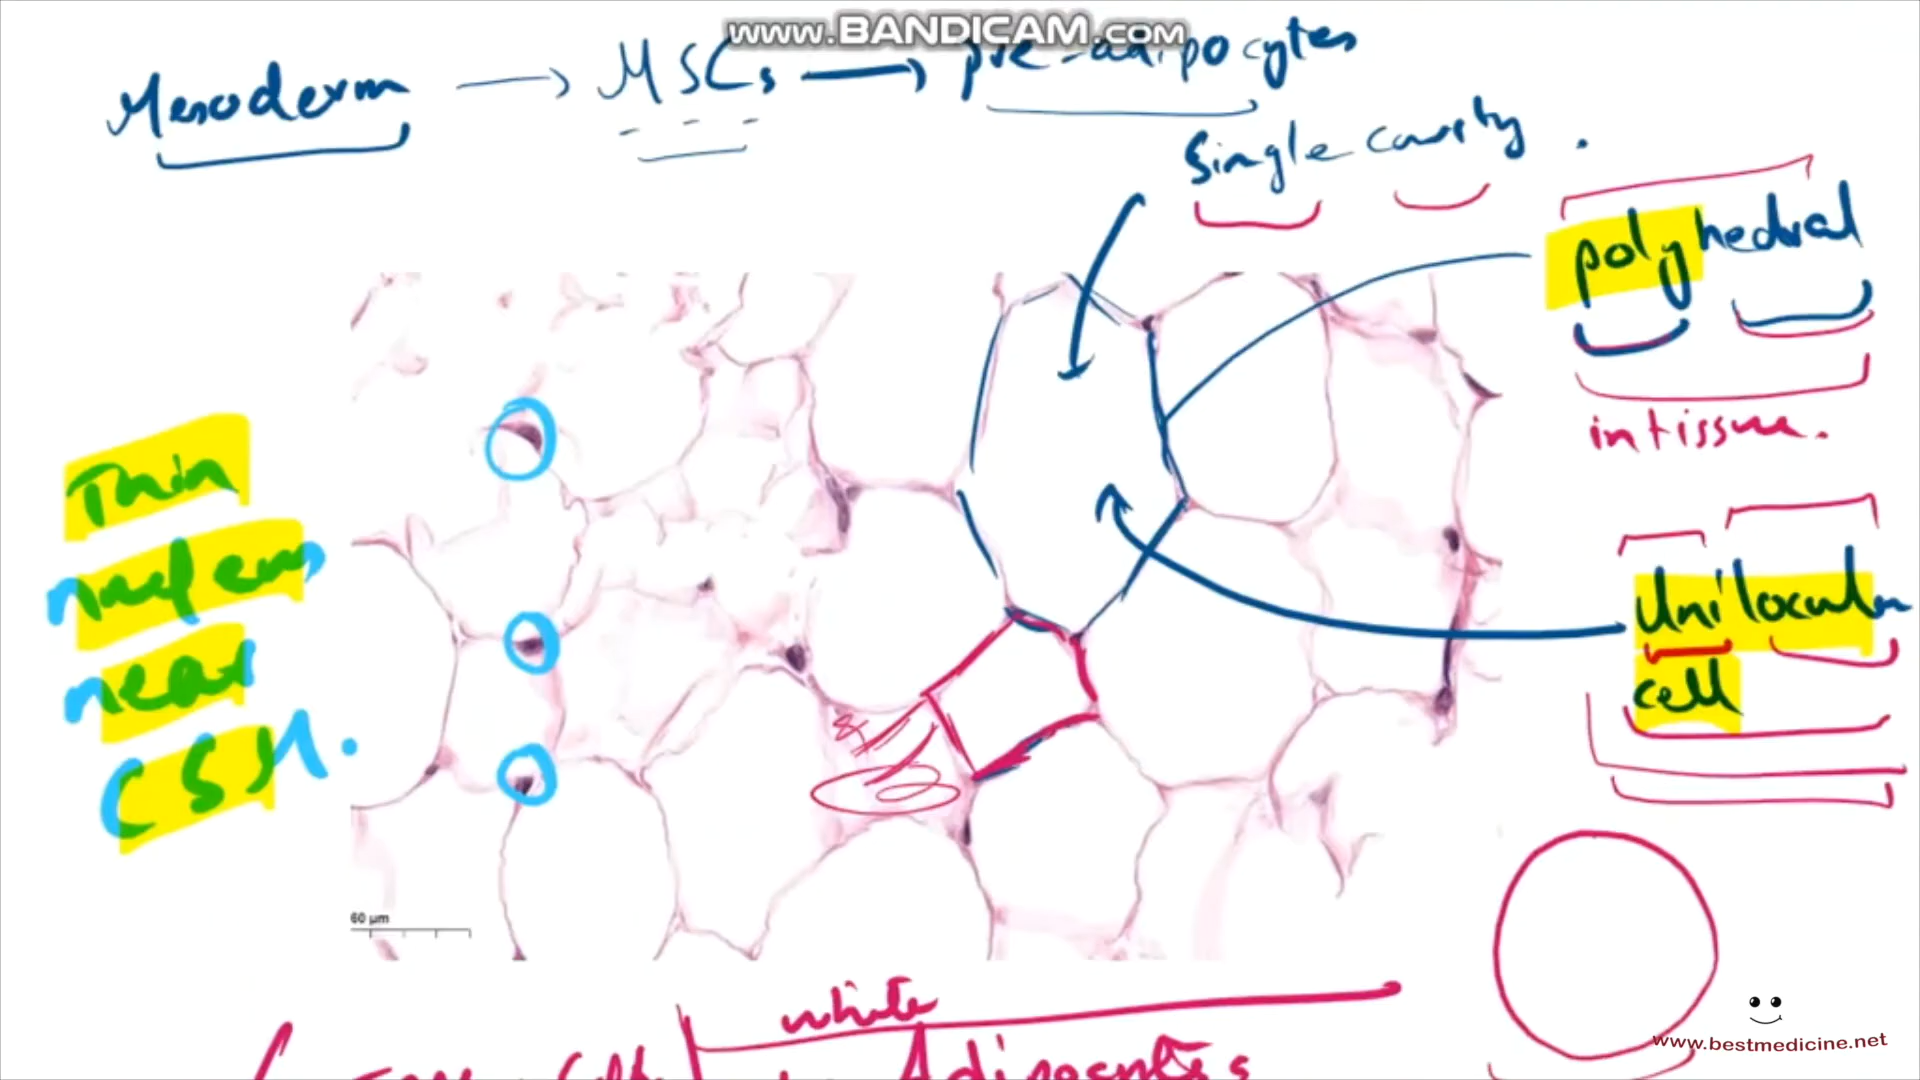 www.BANDICAM.com
Mesoderm → MSCs → pre-adipocytes
Single cavity.
polyhedral
in tissue.
Thin
nucleus
near
CSM.
Unilocular
cell
60 µm
white
Adipocytes
www.bestmedicine.net